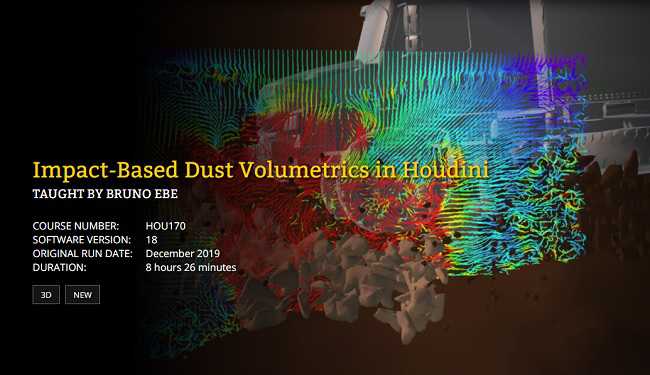 Impact-Based Dust Volumetrics in Houdini
TAUGHT BY BRUNO EBE
COURSE NUMBER: HOU170
SOFTWARE VERSION: 18
ORIGINAL RUN DATE: December 2019
DURATION: 8 hours 26 minutes
3D NEW